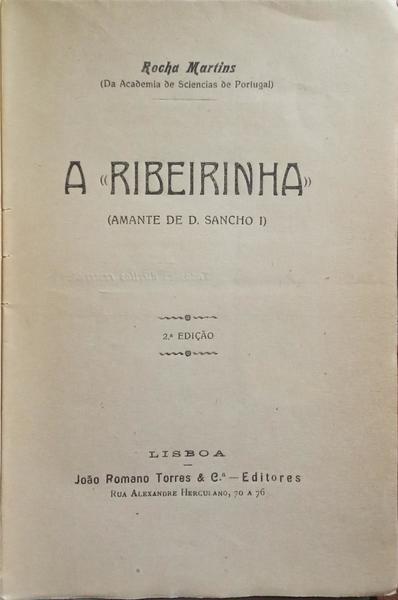 Rocha Martins
(Da Academia de Sciencias de Portugal)
A «RIBEIRINHA»
(AMANTE DE D. SANCHO I)
2.ª EDIÇÃO
LISBOA
João Romano Torres & C.ª — Editores
RUA ALEXANDRE HERCULANO, 70 A 76